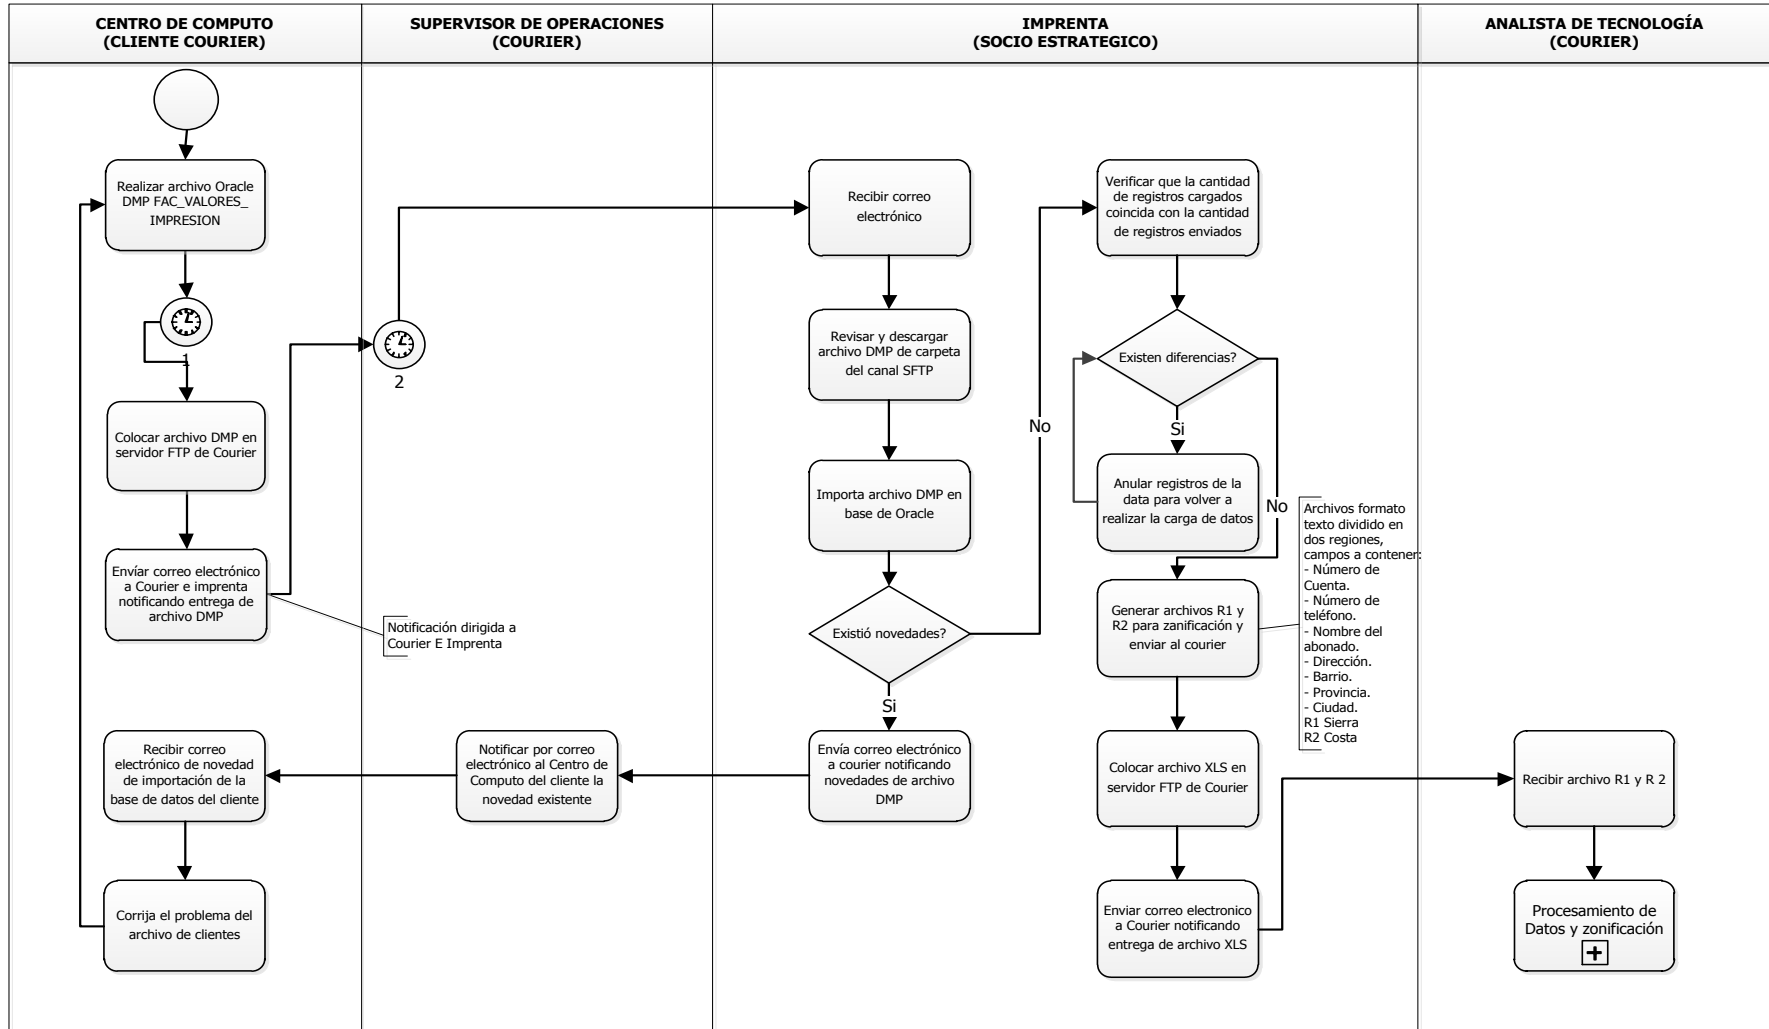 CENTRO DE COMPUTO
(CLIENTE COURIER)
SUPERVISOR DE OPERACIONES
(COURIER)
IMPRENTA
(SOCIO ESTRATEGICO)
ANALISTA DE TECNOLOGÍA
(COURIER)
Realizar archivo Oracle
DMP FAC_VALORES_
IMPRESION
1
Colocar archivo DMP en
servidor FTP de Courier
Envíar correo electrónico
a Courier e imprenta
notificando entrega de
archivo DMP
Notificación dirigida a
Courier E Imprenta
Recibir correo
electrónico de novedad
de importación de la
base de datos del cliente
Corrija el problema del
archivo de clientes
2
Notificar por correo
electrónico al Centro de
Computo del cliente la
novedad existente
Recibir correo
electrónico
Revisar y descargar
archivo DMP de carpeta
del canal SFTP
Importa archivo DMP en
base de Oracle
Existió novedades?
No
Si
Envía correo electrónico
a courier notificando
novedades de archivo
DMP
Verificar que la cantidad
de registros cargados
coincida con la cantidad
de registros enviados
Existen diferencias?
Si
No
Anular registros de la
data para volver a
realizar la carga de datos
Generar archivos R1 y
R2 para zanificación y
enviar al courier
Archivos formato
texto dividido en
dos regiones,
campos a contener:
- Número de
Cuenta.
- Número de
teléfono.
- Nombre del
abonado.
- Dirección.
- Barrio.
- Provincia.
- Ciudad.
R1 Sierra
R2 Costa
Colocar archivo XLS en
servidor FTP de Courier
Enviar correo electronico
a Courier notificando
entrega de archivo XLS
Recibir archivo R1 y R 2
Procesamiento de
Datos y zonificación